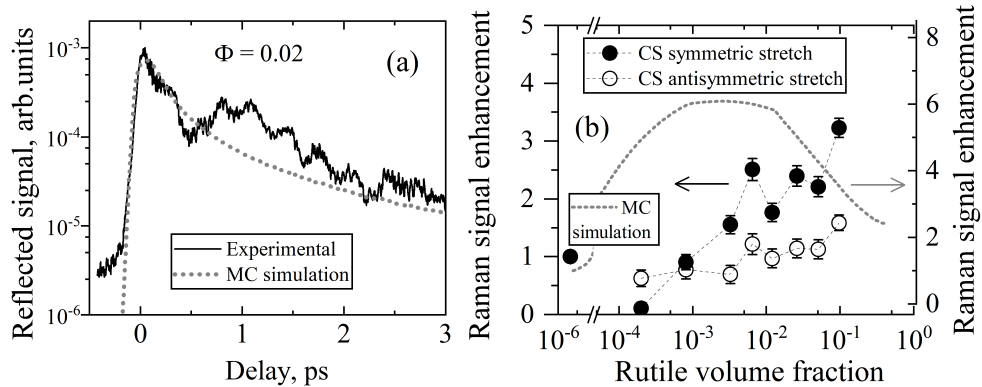 Reflected signal, arb.units
10⁻³
10⁻⁴
10⁻⁵
10⁻⁶
Φ = 0.02
(a)
Experimental
MC simulation
0
1
2
3
Delay, ps
Raman signal enhancement
5
4
3
2
1
0
CS symmetric stretch
CS antisymmetric stretch
(b)
MC
simulation
10⁻⁶
10⁻⁴
10⁻³
10⁻²
10⁻¹
10⁰
Rutile volume fraction
8
6
4
2
0
Raman signal enhancement